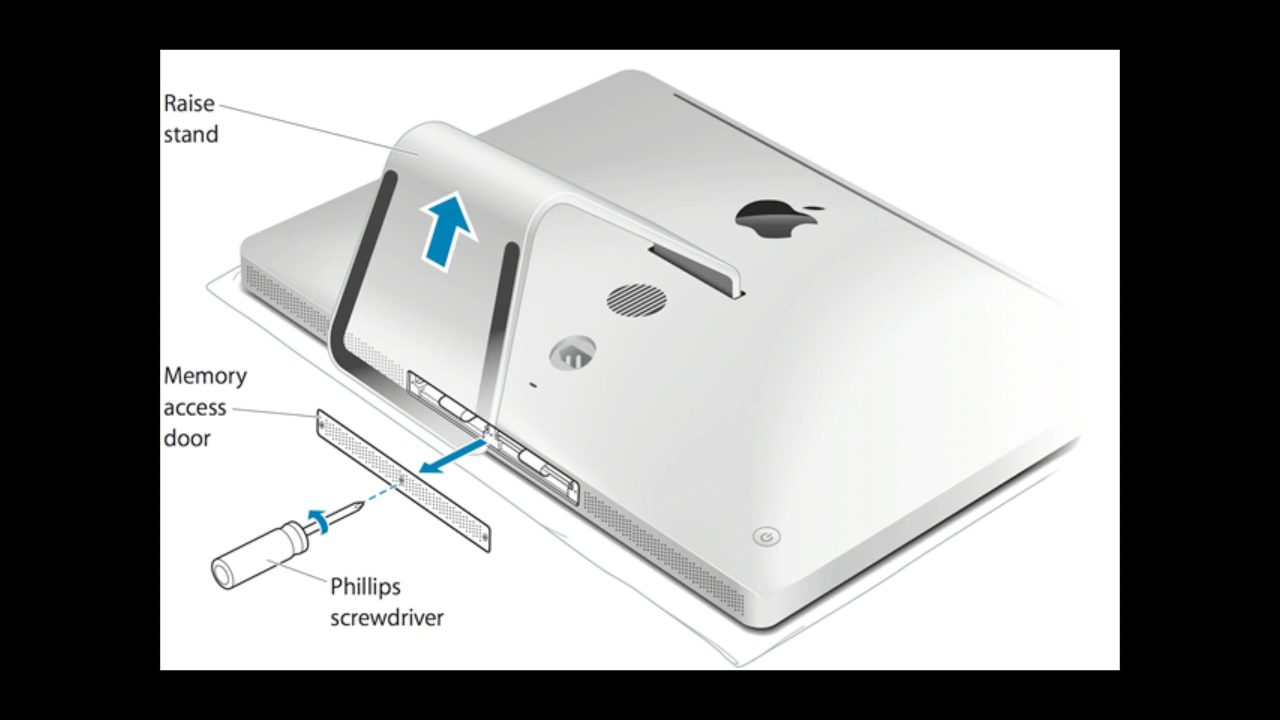 Raise
stand
Memory
access
door
Phillips
screwdriver